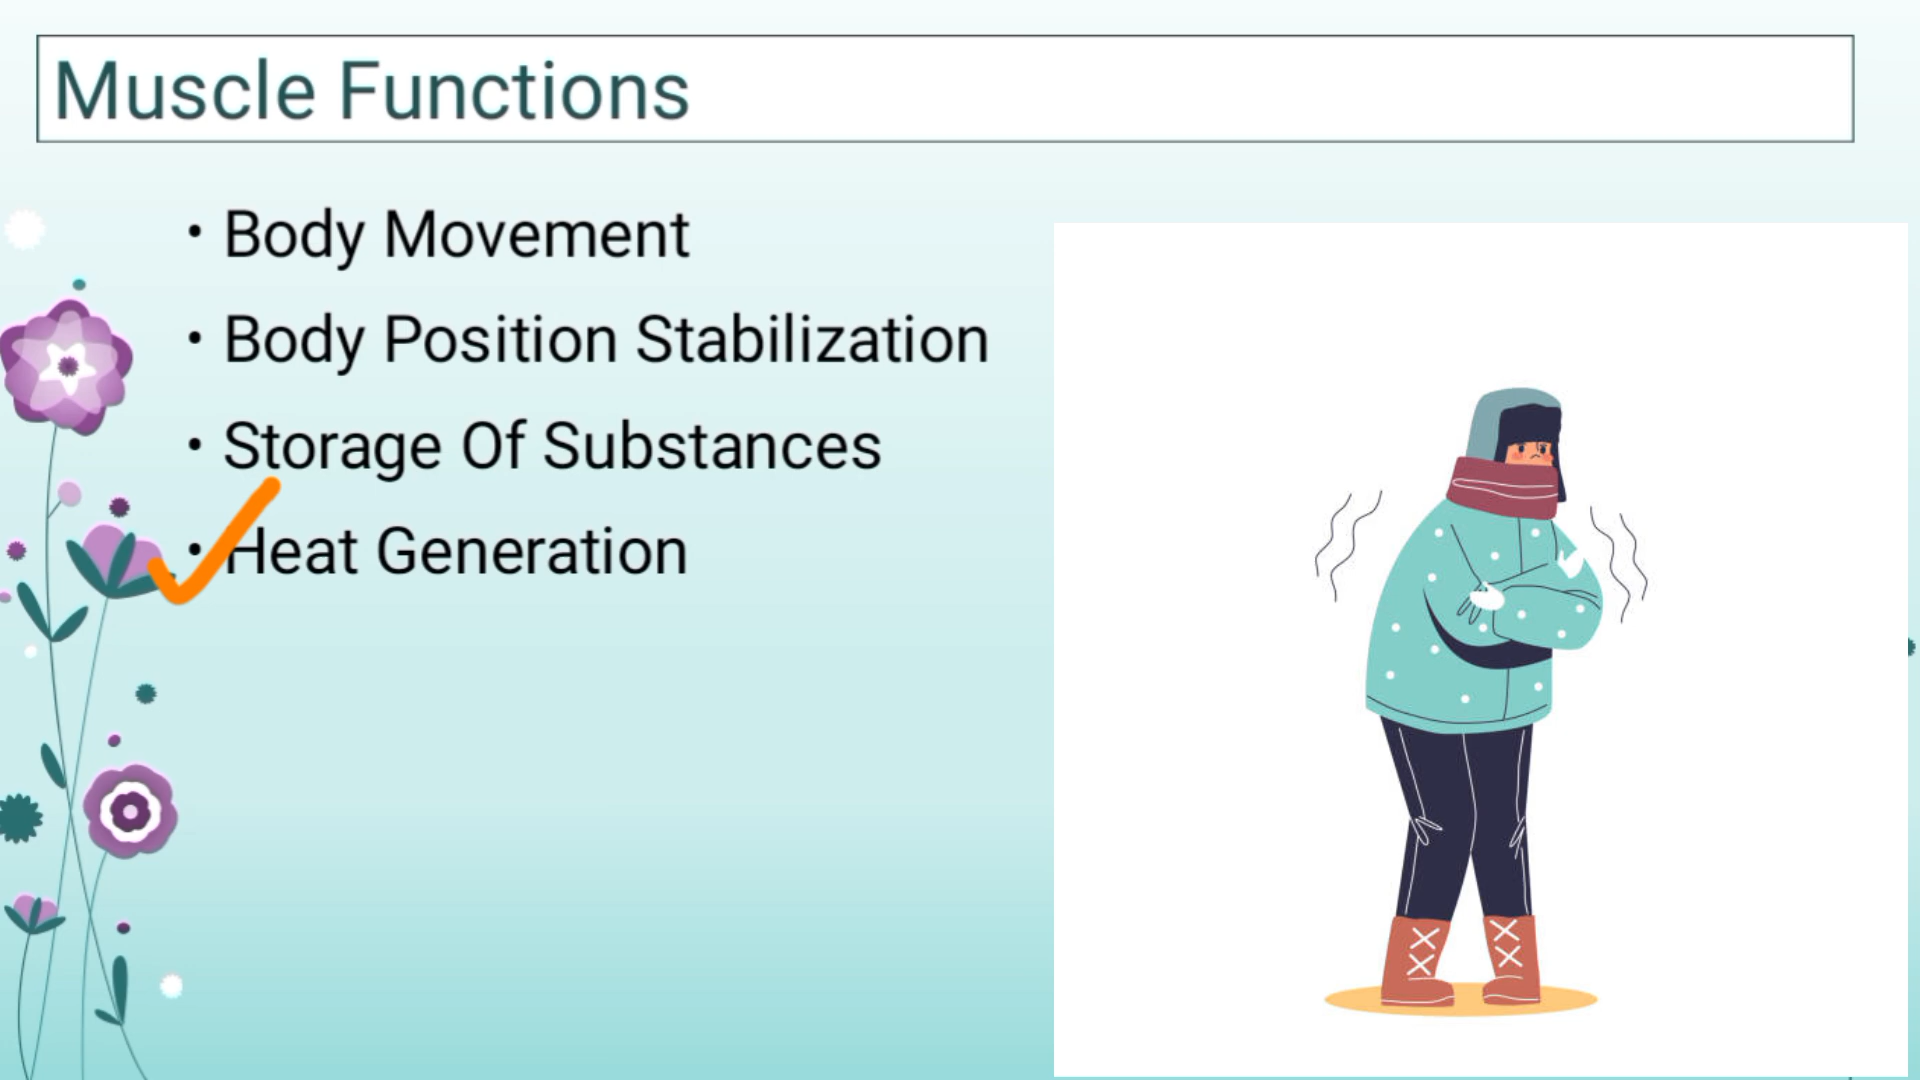 Muscle Functions
• Body Movement
• Body Position Stabilization
• Storage Of Substances
• Heat Generation